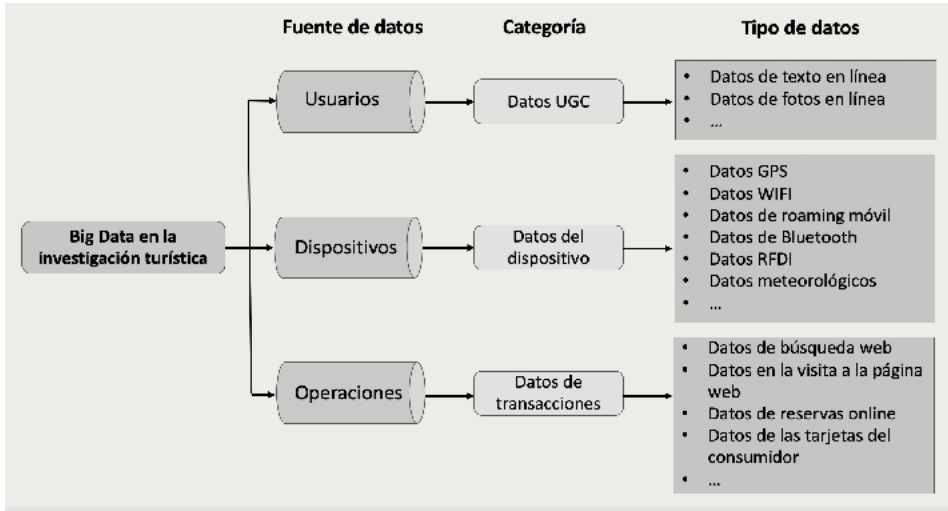 Fuente de datos
Categoría
Tipo de datos
Usuarios
Datos UGC
• Datos de texto en línea
• Datos de fotos en línea
• ...
Big Data en la
investigación turística
Dispositivos
Datos del
dispositivo
• Datos GPS
• Datos WIFI
• Datos de roaming móvil
• Datos de Bluetooth
• Datos RFDI
• Datos meteorológicos
• ...
Operaciones
Datos de
transacciones
• Datos de búsqueda web
• Datos en la visita a la página
web
• Datos de reservas online
• Datos de las tarjetas del
consumidor
• ...